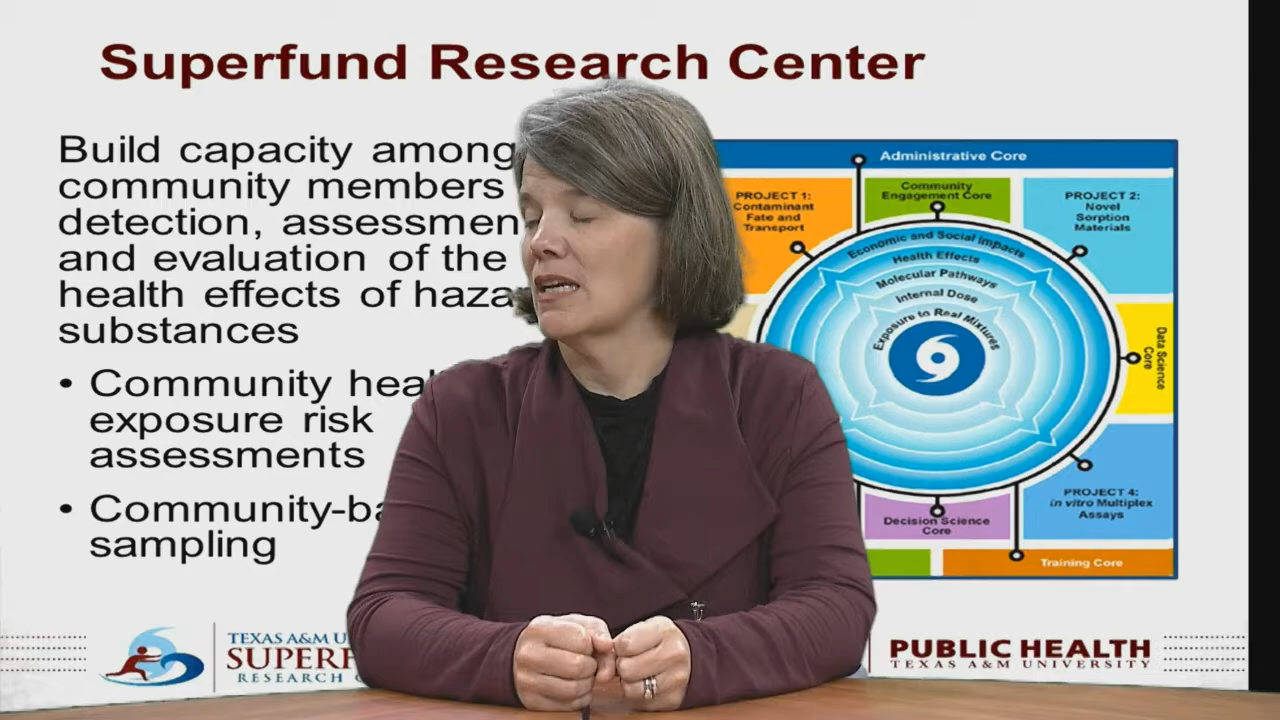 Superfund Research Center
Build capacity among
community members
detection, assessmen
and evaluation of the
health effects of haza
substances
• Community heal
exposure risk
assessments
• Community-ba
sampling
Administrative Core
PROJECT 1:
Contaminant
Fate and
Transport
Community
Engagement Core
PROJECT 2:
Novel
Sorption
Materials
Economic and Social Impacts
Health Effects
Molecular Pathways
Internal Dose
Exposure to Real Mixtures
Data Science
Core
PROJECT 4:
in vitro Multiplex
Assays
Decision Science
Core
Training Core
TEXAS A&M U
SUPERF
RESEARCH
PUBLIC HEALTH
TEXAS A&M UNIVERSITY